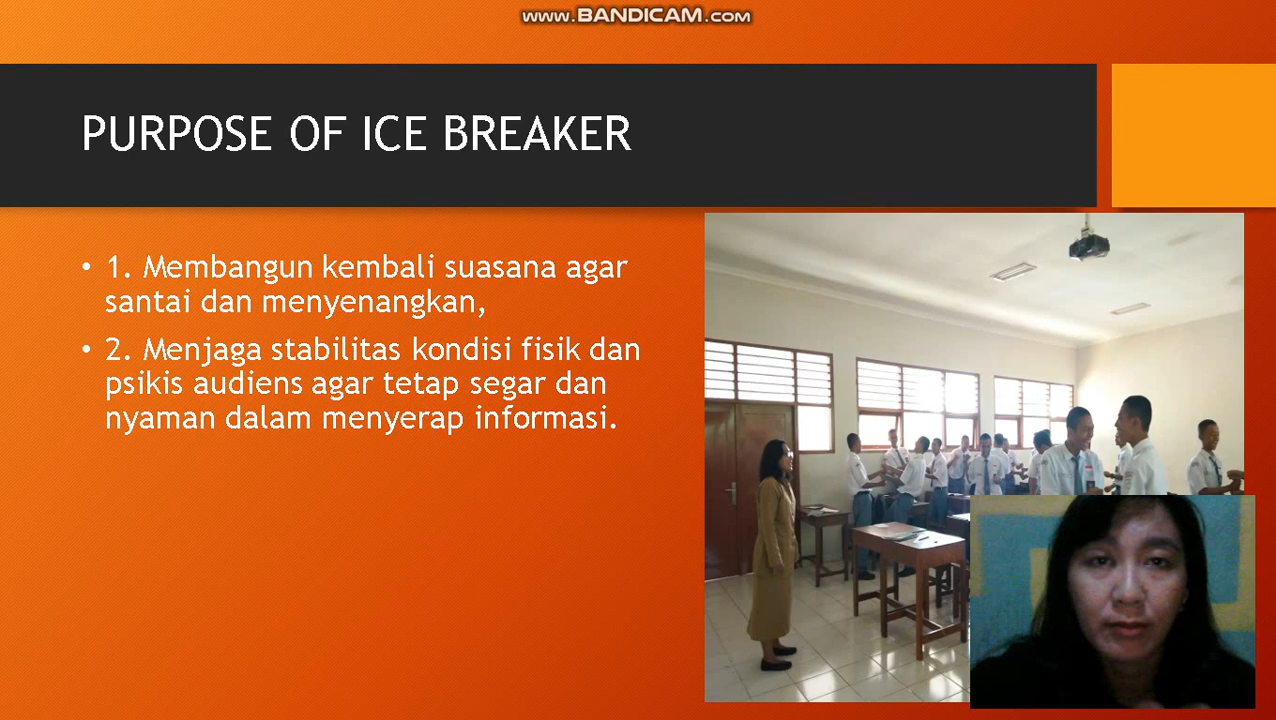 www.BANDICAM.com
PURPOSE OF ICE BREAKER
• 1. Membangun kembali suasana agar
santai dan menyenangkan,
• 2. Menjaga stabilitas kondisi fisik dan
psikis audiens agar tetap segar dan
nyaman dalam menyerap informasi.